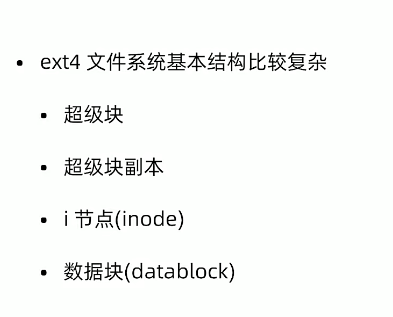 • ext4 文件系统基本结构比较复杂
• 超级块
• 超级块副本
• i 节点(inode)
• 数据块(datablock)